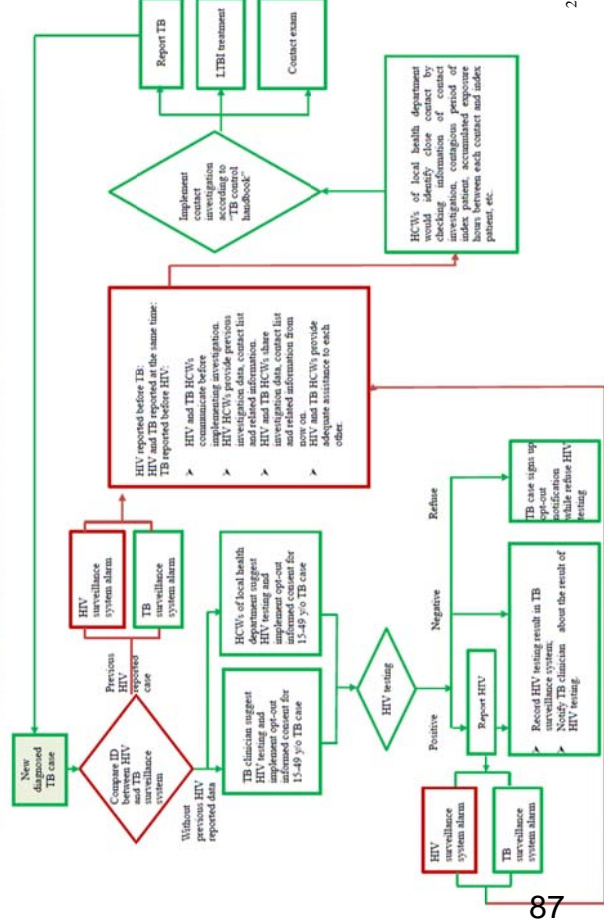 New
diagnosed
TB case
Compare ID
between HIV
and TB
surveillance
system
Previous
HIV
reported
case
HIV
surveillance
system alarm
TB
surveillance
system alarm
Without
previous HIV
reported data
TB clinician suggest
HIV testing and
implement opt-out
informed consent for
15-49 y/o TB case
HCWs of local health
department suggest
HIV testing and
implement opt-out
informed consent for
15-49 y/o TB case
HIV testing
Positive
Negative
Refuse
Report HIV
HIV
surveillance
system alarm
TB
surveillance
system alarm
➢ Record HIV testing result in TB
surveillance system;
➢ Notify TB clinician about the result of
HIV testing.
TB case signs up
opt-out
notification
while refuse HIV
testing
HIV reported before TB:
HIV and TB reported at the same time:
TB reported before HIV:
➢ HIV and TB HCWs
communicate before
implementing investigation.
➢ HIV HCWs provide previous
investigation data, contact list
and related information.
➢ HIV and TB HCWs share
investigation data, contact list
and related information from
now on.
➢ HIV and TB HCWs provide
adequate assistance to each
other.
HCWs of local health department
would identify close contact by
checking information of contact
investigation, contagious period of
index patient, accumulated exposure
hours between each contact and index
patient, etc.
Implement
contact
investigation
according to
"TB control
handbook"
Report TB
LTBI treatment
Contact exam
2
87